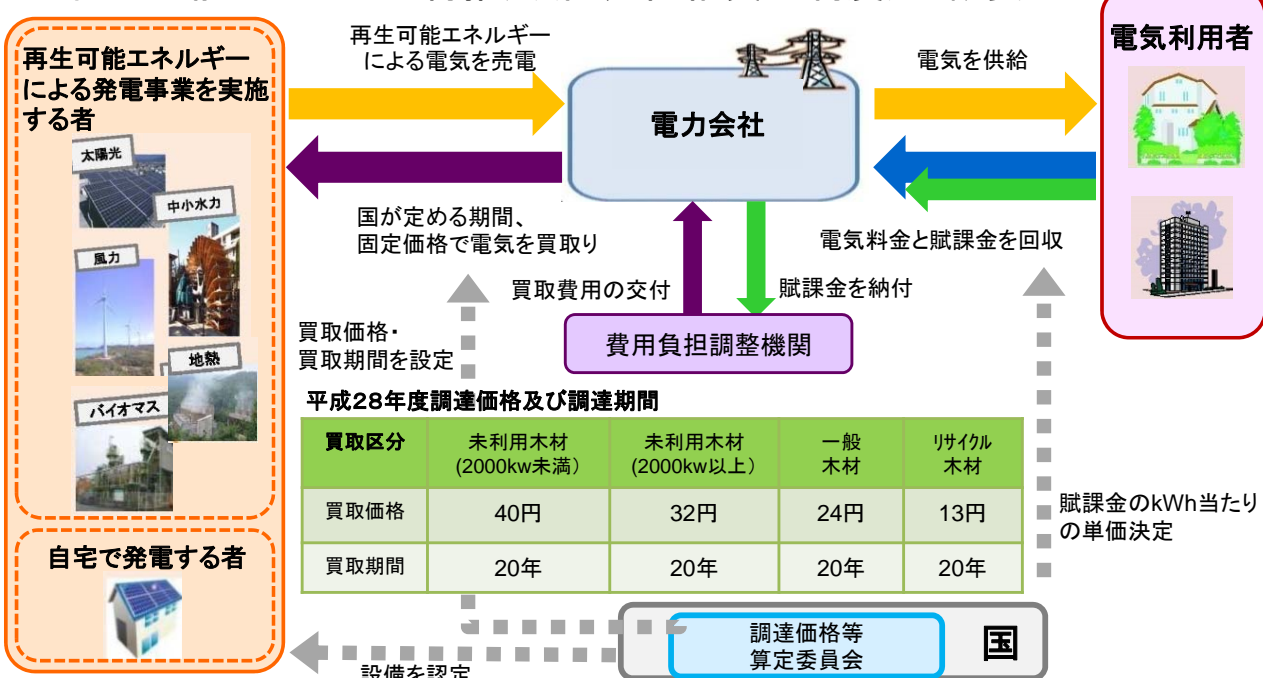 再生可能エネルギー
による発電事業を実施
する者
太陽光
中小水力
風力
地熱
バイオマス
自宅で発電する者
再生可能エネルギー
による電気を売電
電力会社
電気を供給
電気利用者
国が定める期間、
固定価格で電気を買取り
電気料金と賦課金を回収
買取費用の交付
賦課金を納付
費用負担調整機関
買取価格・
買取期間を設定
平成28年度調達価格及び調達期間
買取区分 未利用木材 未利用木材 一般 リサイクル
(2000kw未満) (2000kw以上) 木材 木材
買取価格 40円 32円 24円 13円
買取期間 20年 20年 20年 20年
賦課金のkWh当たり
の単価決定
調達価格等
算定委員会
国
設備を認定